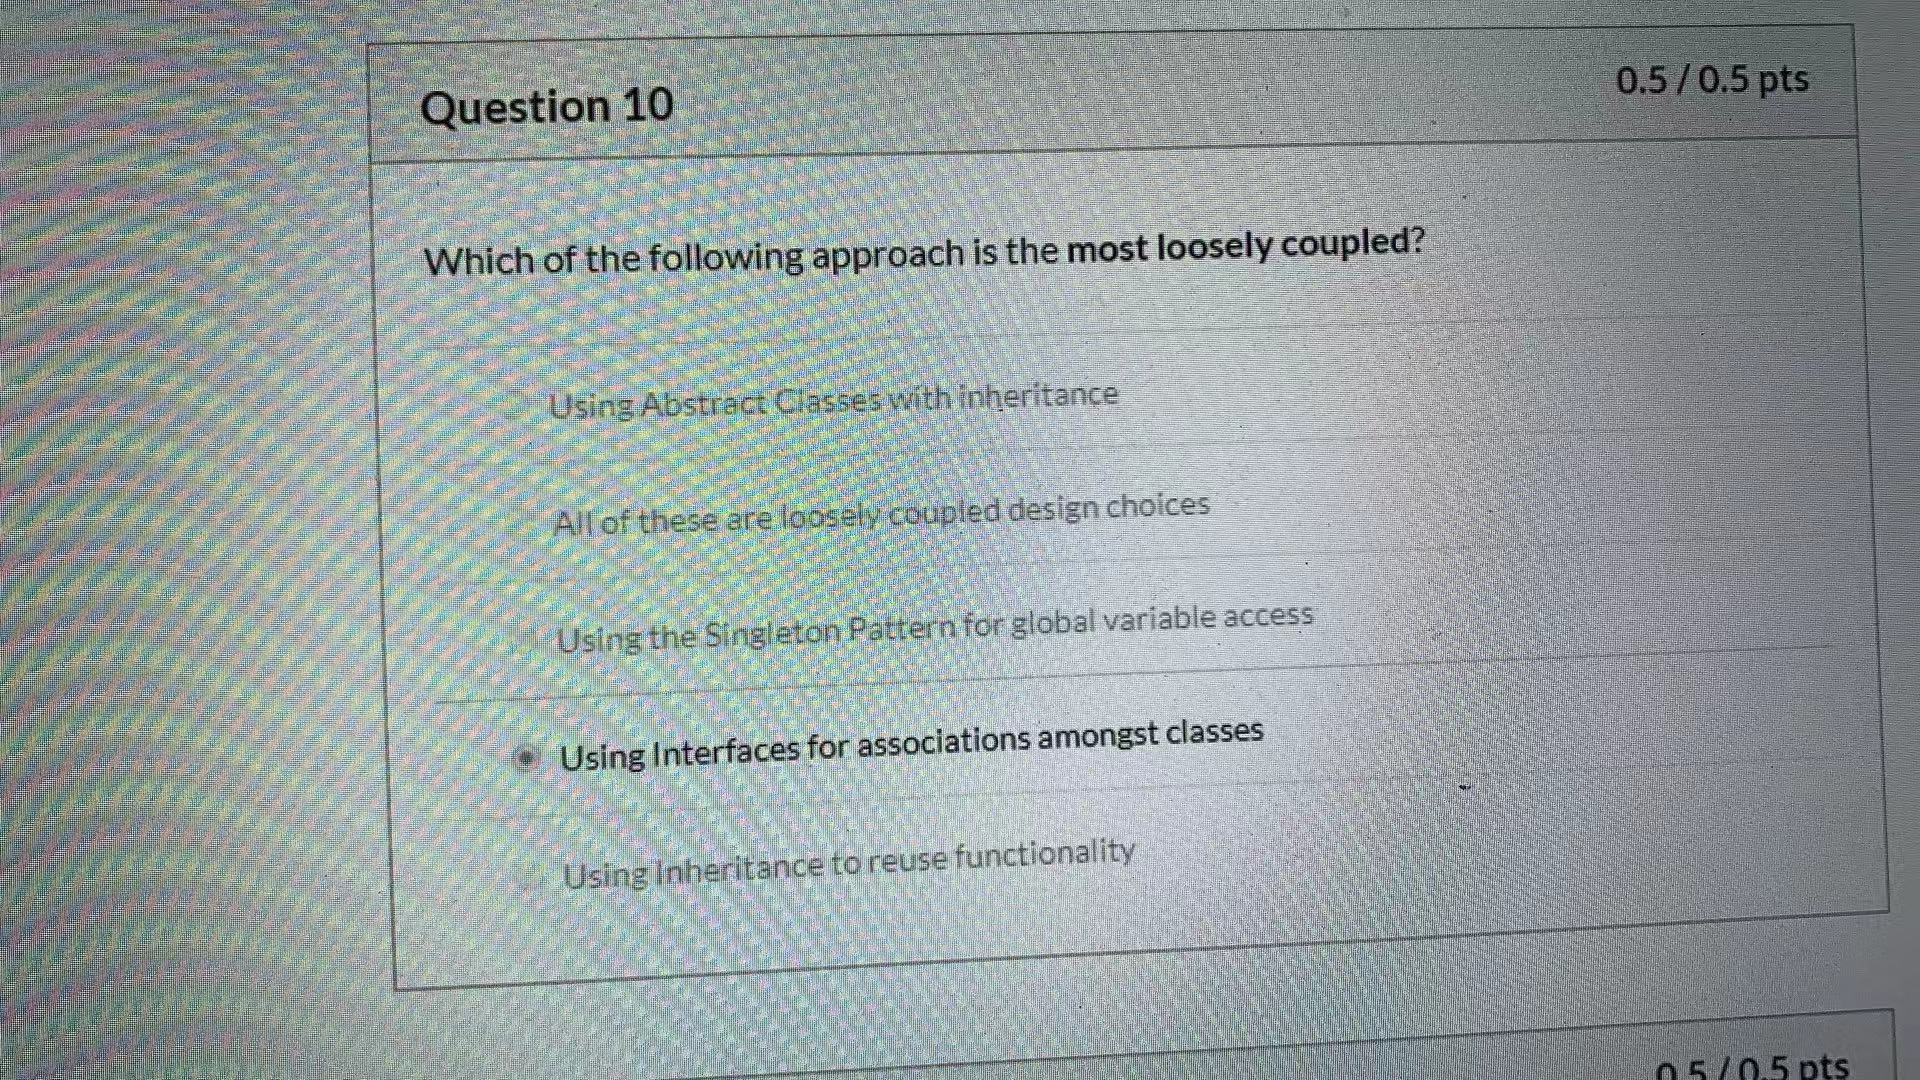 Question 10
0.5 / 0.5 pts
Which of the following approach is the most loosely coupled?
Using Abstract Classes with inheritance
All of these are loosely coupled design choices
Using the Singleton Pattern for global variable access
Using Interfaces for associations amongst classes
Using Inheritance to reuse functionality
0.5 / 0.5 pts